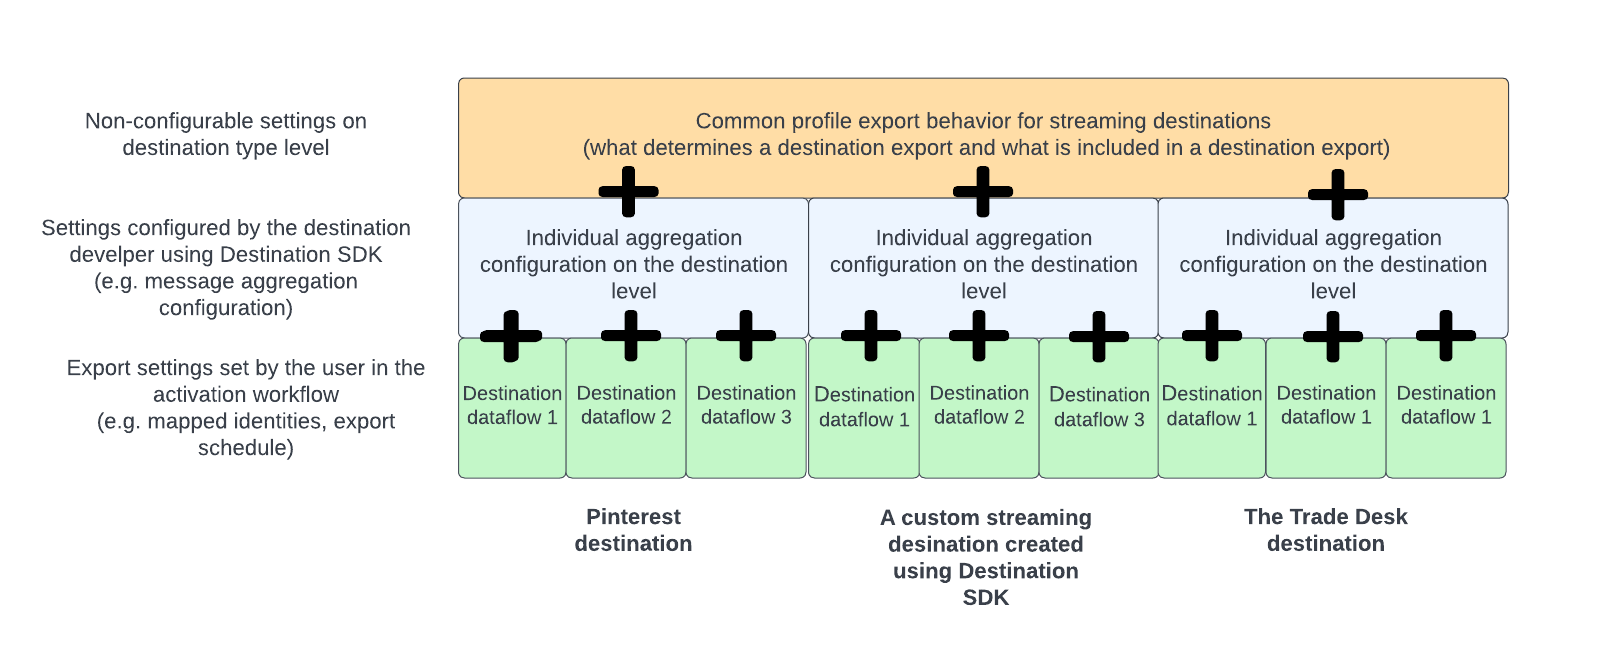 Non-configurable settings on
destination type level
Common profile export behavior for streaming destinations
(what determines a destination export and what is included in a destination export)
Settings configured by the destination
develper using Destination SDK
(e.g. message aggregation
configuration)
Individual aggregation
configuration on the destination
level
Individual aggregation
configuration on the destination
level
Individual aggregation
configuration on the destination
level
Export settings set by the user in the
activation workflow
(e.g. mapped identities, export
schedule)
Destination
dataflow 1
Destination
dataflow 2
Destination
dataflow 3
Destination
dataflow 1
Destination
dataflow 2
Destination
dataflow 3
Destination
dataflow 1
Destination
dataflow 1
Destination
dataflow 1
Pinterest
destination
A custom streaming
desination created
using Destination
SDK
The Trade Desk
destination